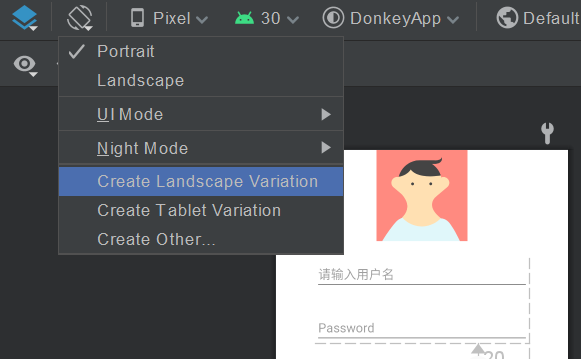 Pixel 30 DonkeyApp Default
Portrait
Landscape
UI Mode
Night Mode
Create Landscape Variation
Create Tablet Variation
Create Other...
请输入用户名
Password
20